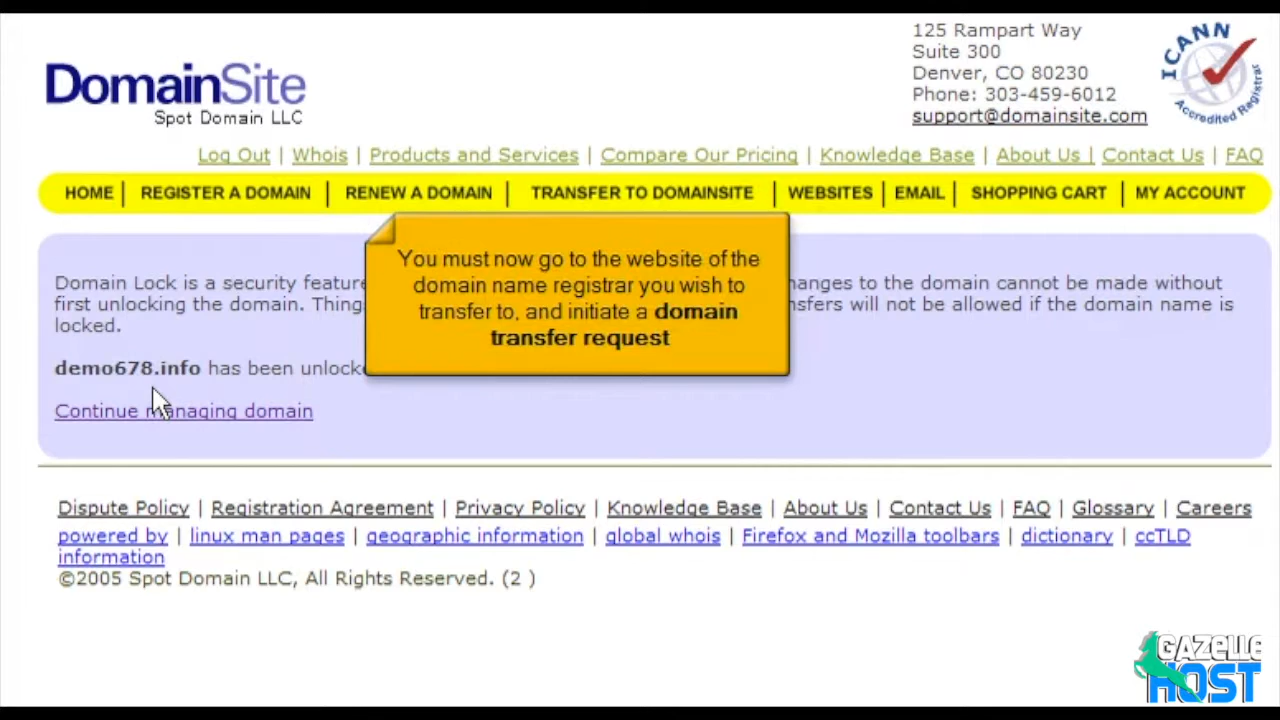 125 Rampart Way
Suite 300
Denver, CO 80230
Phone: 303-459-6012
support@domainsite.com
ICANN
Accredited Registrar
DomainSite
Spot Domain LLC
Log Out | Whois | Products and Services | Compare Our Pricing | Knowledge Base | About Us | Contact Us | FAQ
HOME | REGISTER A DOMAIN | RENEW A DOMAIN | TRANSFER TO DOMAINSITE | WEBSITES | EMAIL | SHOPPING CART | MY ACCOUNT
You must now go to the website of the
domain name registrar you wish to
transfer to, and initiate a domain
transfer request
Domain Lock is a security feature hanges to the domain cannot be made without
first unlocking the domain. Thing sfers will not be allowed if the domain name is
locked.
demo678.info has been unlock
Continue managing domain
Dispute Policy | Registration Agreement | Privacy Policy | Knowledge Base | About Us | Contact Us | FAQ | Glossary | Careers
powered by | linux man pages | geographic information | global whois | Firefox and Mozilla toolbars | dictionary | ccTLD
information
©2005 Spot Domain LLC, All Rights Reserved. (2 )
GAZELLE
HOST